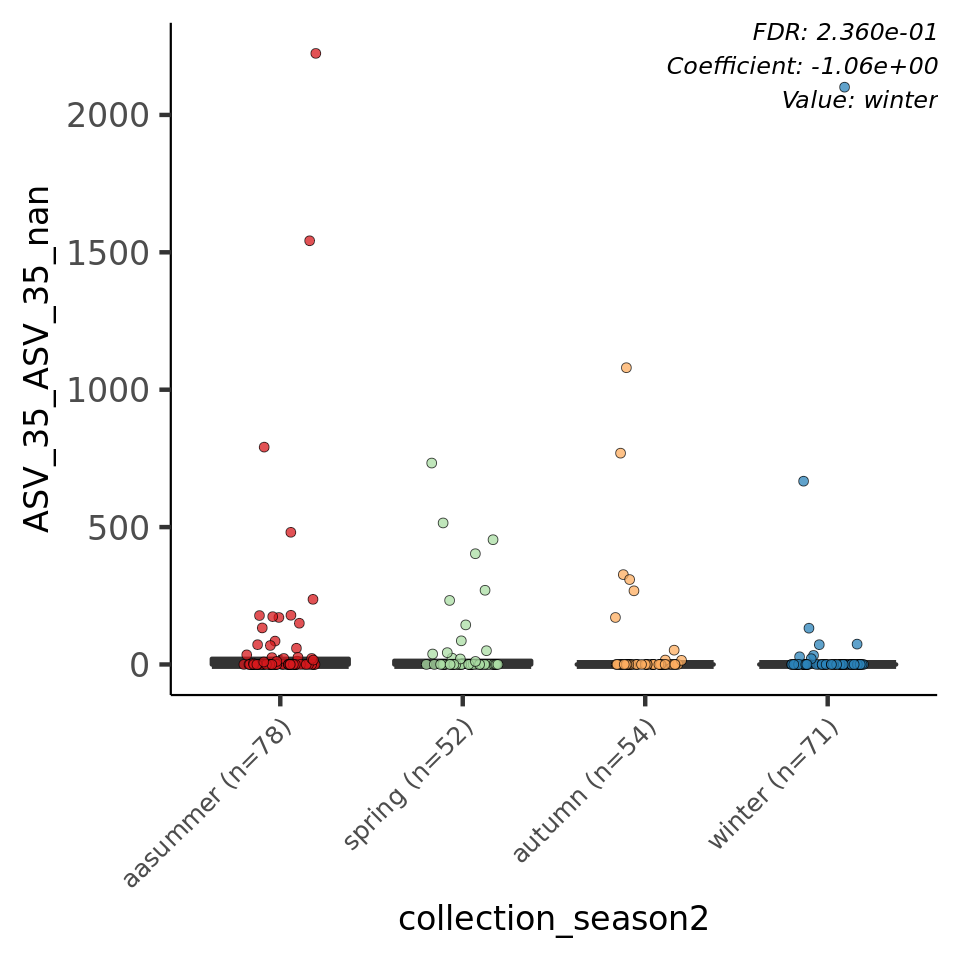 FDR: 2.360e-01
Coefficient: -1.06e+00
Value: winter
ASV_35_ASV_35_nan
2000
1500
1000
500
0
aasummer (n=78)
spring (n=52)
autumn (n=54)
winter (n=71)
collection_season2